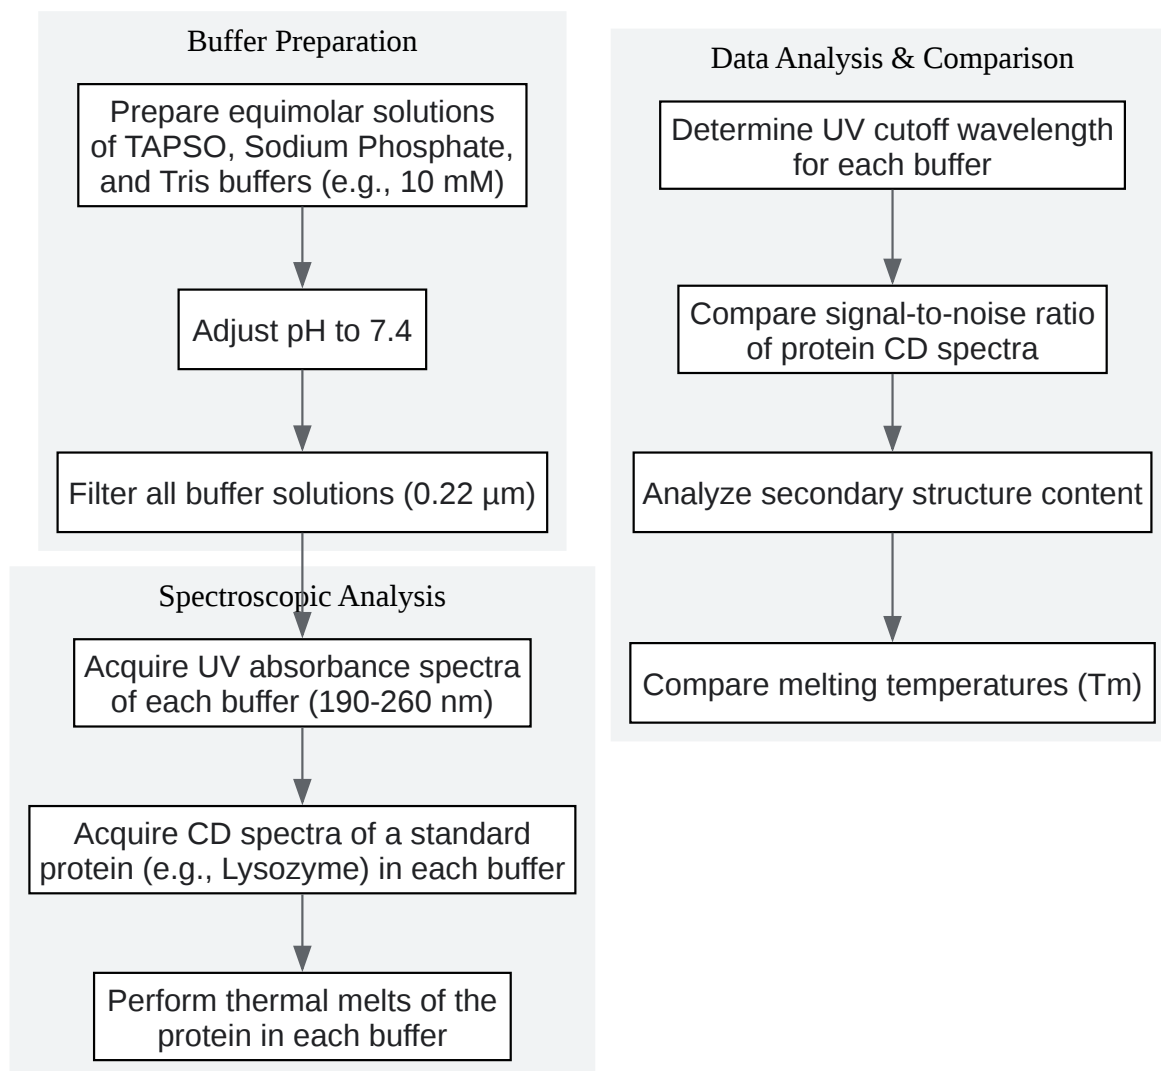 Buffer Preparation
Prepare equimolar solutions
of TAPSO, Sodium Phosphate,
and Tris buffers (e.g., 10 mM)
Adjust pH to 7.4
Filter all buffer solutions (0.22 µm)
Spectroscopic Analysis
Acquire UV absorbance spectra
of each buffer (190-260 nm)
Acquire CD spectra of a standard
protein (e.g., Lysozyme) in each buffer
Perform thermal melts of the
protein in each buffer
Data Analysis & Comparison
Determine UV cutoff wavelength
for each buffer
Compare signal-to-noise ratio
of protein CD spectra
Analyze secondary structure content
Compare melting temperatures (Tm)